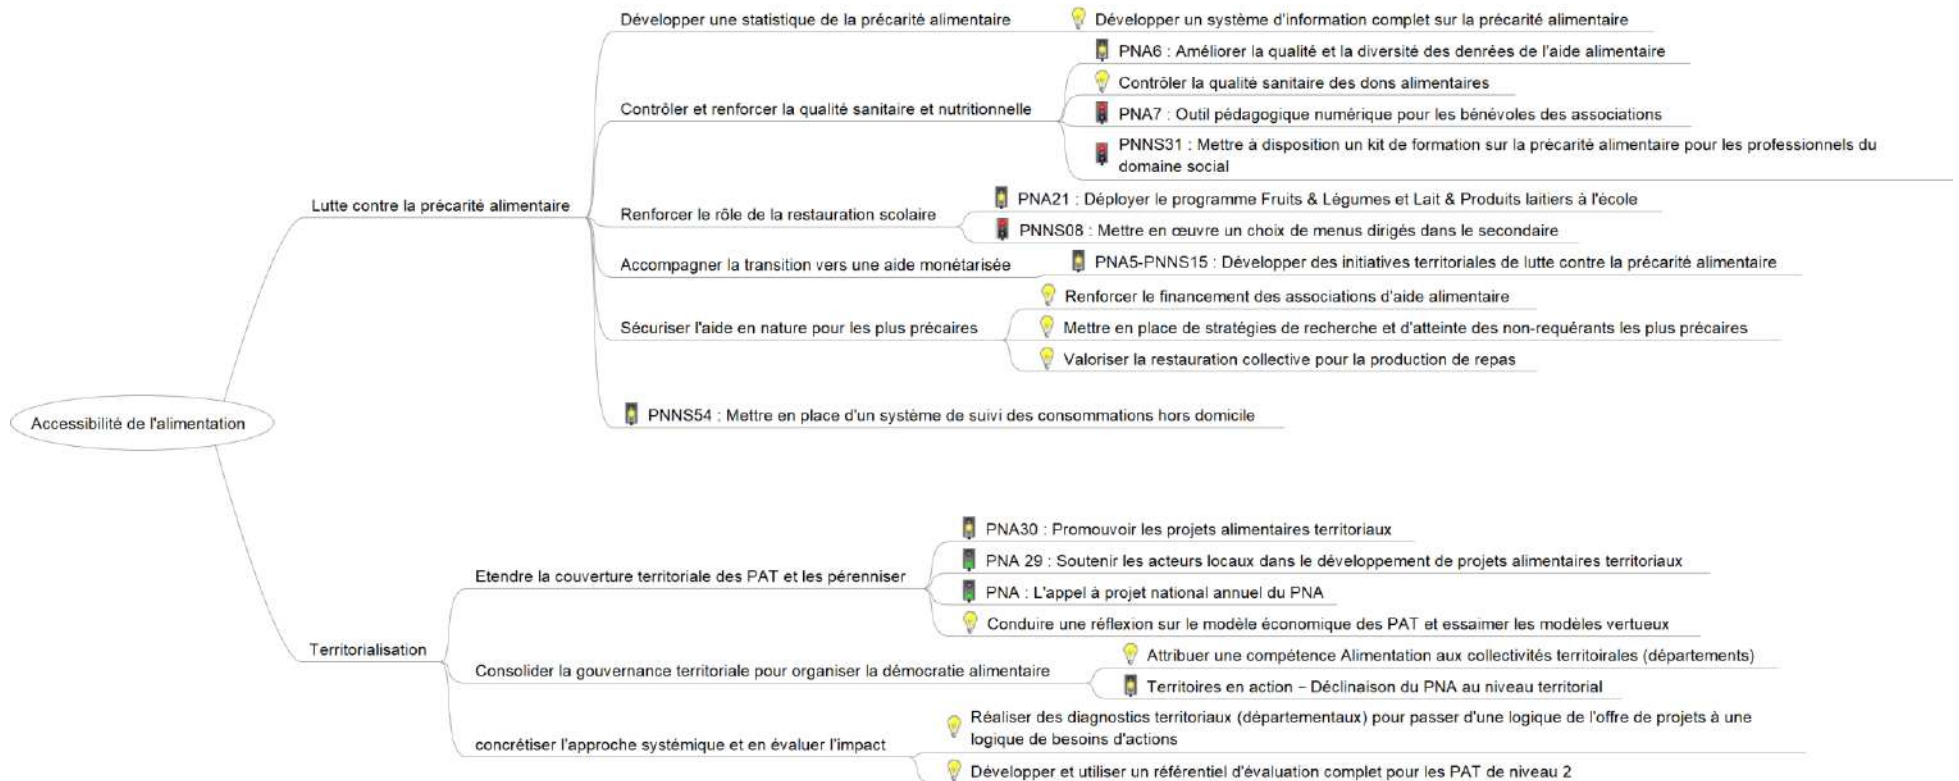 Développer une statistique de la précarité alimentaire
Développer un système d'information complet sur la précarité alimentaire
PNA6 : Améliorer la qualité et la diversité des denrées de l'aide alimentaire
Contrôler la qualité sanitaire des dons alimentaires
Contrôler et renforcer la qualité sanitaire et nutritionnelle
PNA7 : Outil pédagogique numérique pour les bénévoles des associations
PNNS31 : Mettre à disposition un kit de formation sur la précarité alimentaire pour les professionnels du
domaine social
Lutte contre la précarité alimentaire
Renforcer le rôle de la restauration scolaire
PNA21 : Déployer le programme Fruits & Légumes et Lait & Produits laitiers à l'école
PNNS08 : Mettre en œuvre un choix de menus dirigés dans le secondaire
Accompagner la transition vers une aide monétarisée
PNA5-PNNS15 : Développer des initiatives territoriales de lutte contre la précarité alimentaire
Sécuriser l'aide en nature pour les plus précaires
Renforcer le financement des associations d'aide alimentaire
Mettre en place de stratégies de recherche et d'atteinte des non-requérants les plus précaires
Valoriser la restauration collective pour la production de repas
PNNS54 : Mettre en place d'un système de suivi des consommations hors domicile
Accessibilité de l'alimentation
Etendre la couverture territoriale des PAT et les pérenniser
PNA30 : Promouvoir les projets alimentaires territoriaux
PNA 29 : Soutenir les acteurs locaux dans le développement de projets alimentaires territoriaux
PNA : L'appel à projet national annuel du PNA
Conduire une réflexion sur le modèle économique des PAT et essaimer les modèles vertueux
Territorialisation
Consolider la gouvernance territoriale pour organiser la démocratie alimentaire
Attribuer une compétence Alimentation aux collectivités territoirales (départements)
Territoires en action – Déclinaison du PNA au niveau territorial
concrétiser l'approche systémique et en évaluer l'impact
Réaliser des diagnostics territoriaux (départementaux) pour passer d'une logique de l'offre de projets à une
logique de besoins d'actions
Développer et utiliser un référentiel d'évaluation complet pour les PAT de niveau 2